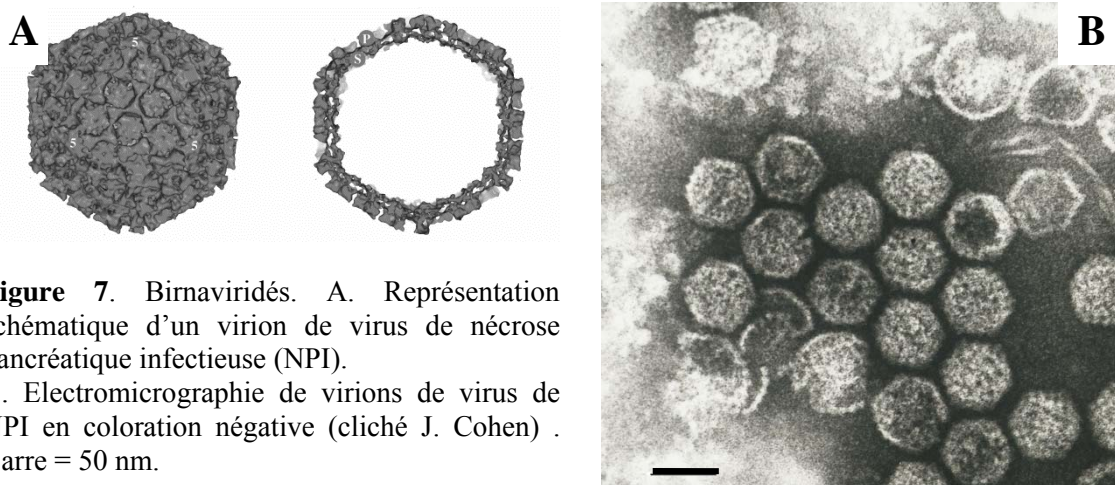 A
5
5
5
P
S
B
igure 7. Birnaviridés. A. Représentation
chématique d'un virion de virus de nécrose
ancréatique infectieuse (NPI).
. Electromicrographie de virions de virus de
NPI en coloration négative (cliché J. Cohen) .
arre = 50 nm.